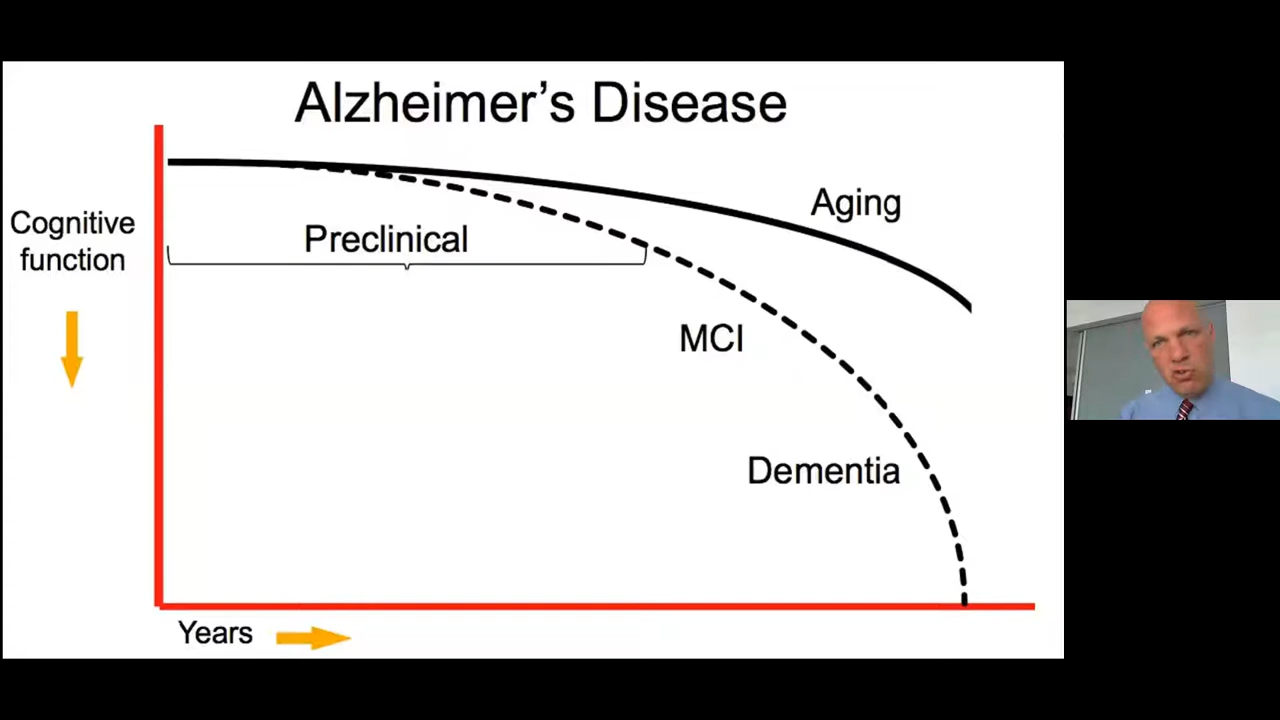 Alzheimer’s Disease
Cognitive
function
Preclinical
Aging
MCI
Dementia
Years